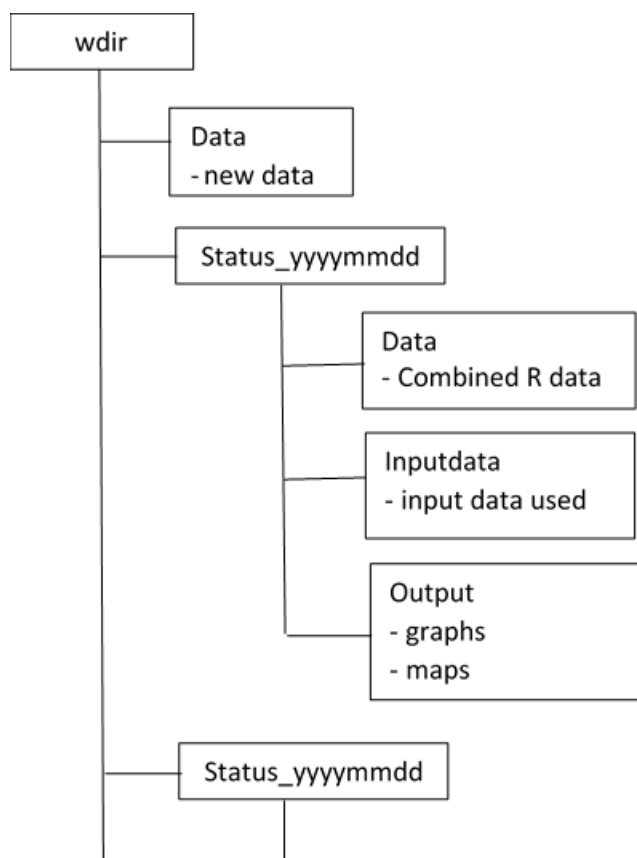 wdir
Data
- new data
Status_yyyymmdd
Data
- Combined R data
Inputdata
- input data used
Output
- graphs
- maps
Status_yyyymmdd